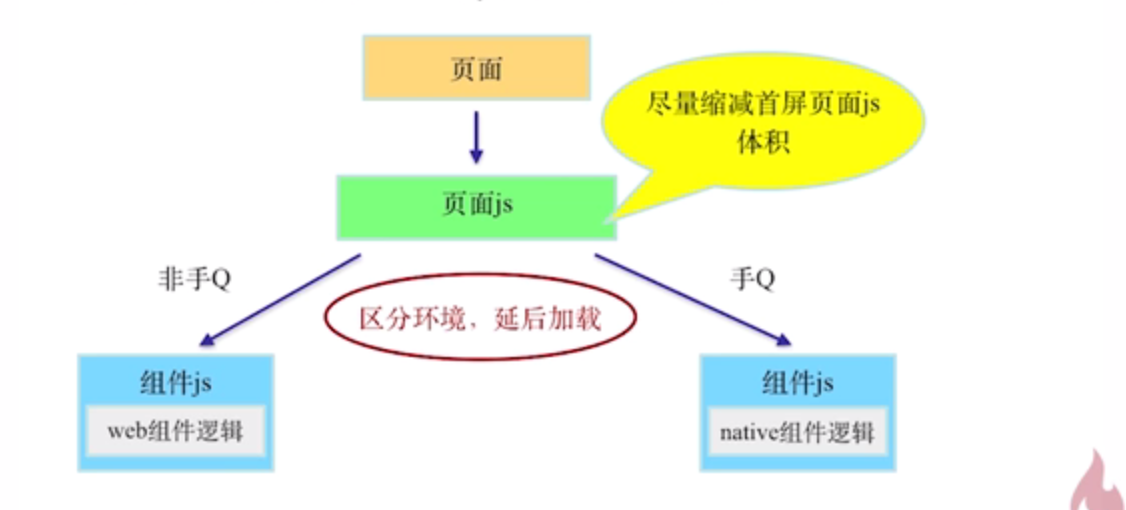 页面
尽量缩减首屏页面js
体积
页面js
非手Q
手Q
区分环境，延后加载
组件js
web组件逻辑
组件js
native组件逻辑